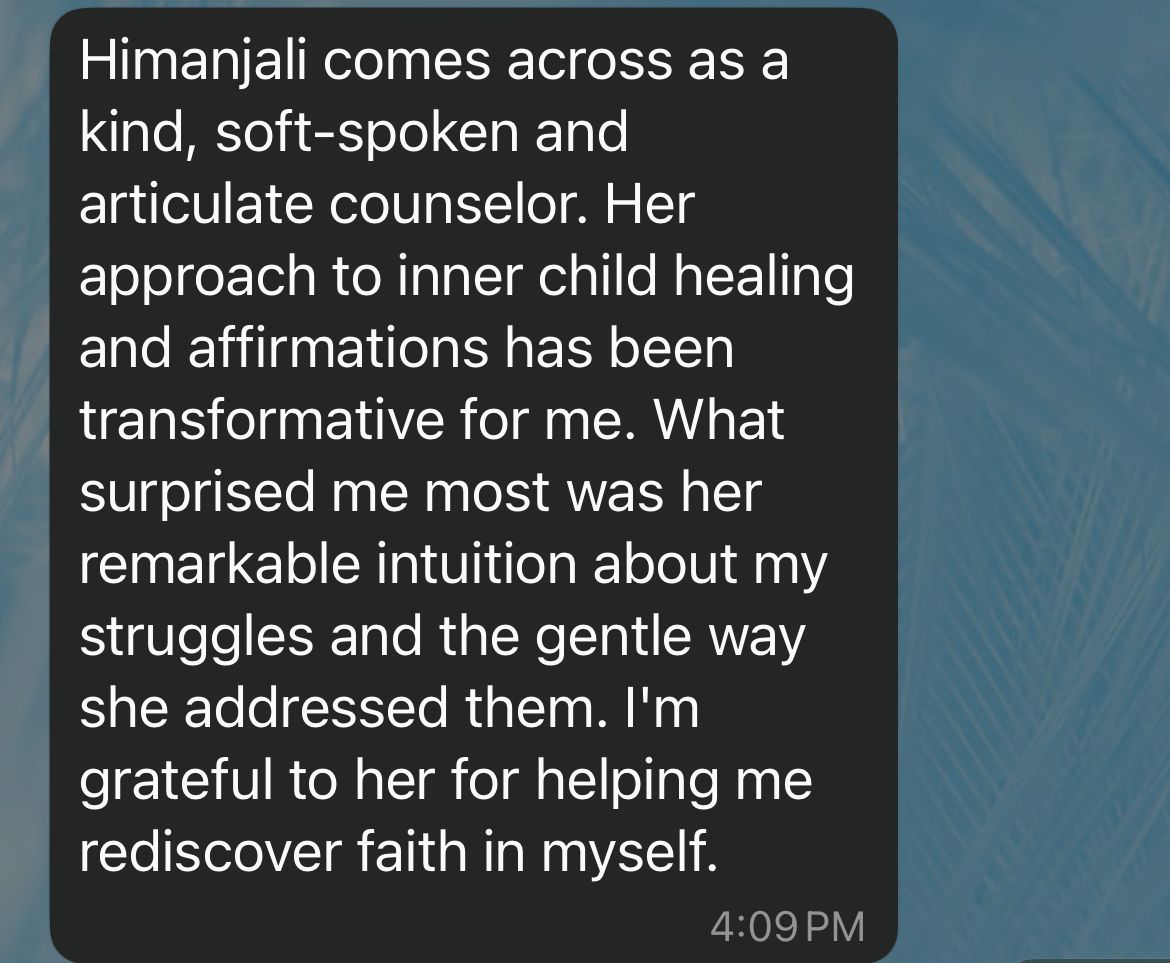 Himanjali comes across as a
kind, soft-spoken and
articulate counselor. Her
approach to inner child healing
and affirmations has been
transformative for me. What
surprised me most was her
remarkable intuition about my
struggles and the gentle way
she addressed them. I'm
grateful to her for helping me
rediscover faith in myself.
4:09 PM